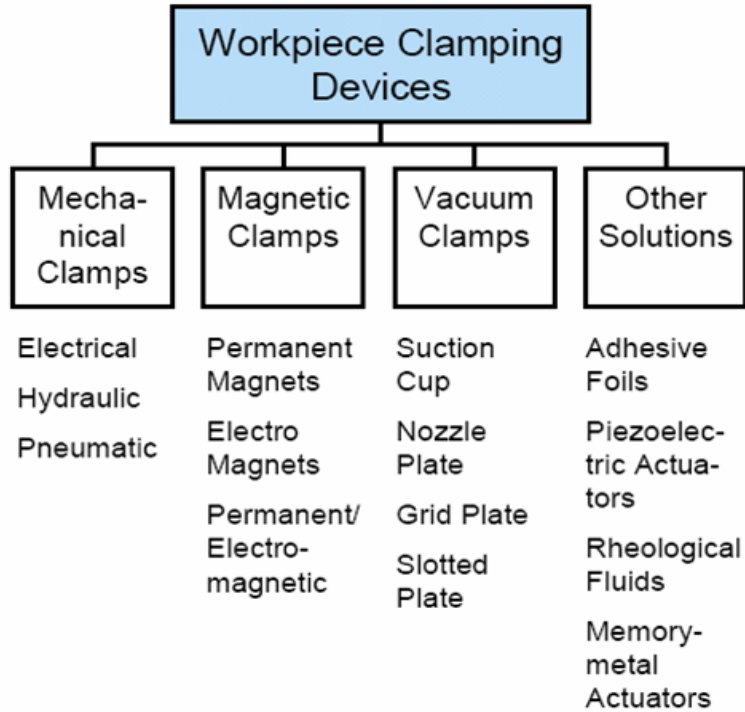 Workpiece Clamping
Devices
Mecha-
nical
Clamps
Magnetic
Clamps
Vacuum
Clamps
Other
Solutions
Electrical
Hydraulic
Pneumatic
Permanent
Magnets
Electro
Magnets
Permanent/
Electro-
magnetic
Suction
Cup
Nozzle
Plate
Grid Plate
Slotted
Plate
Adhesive
Foils
Piezoelec-
tric Actua-
tors
Rheological
Fluids
Memory-
metal
Actuators